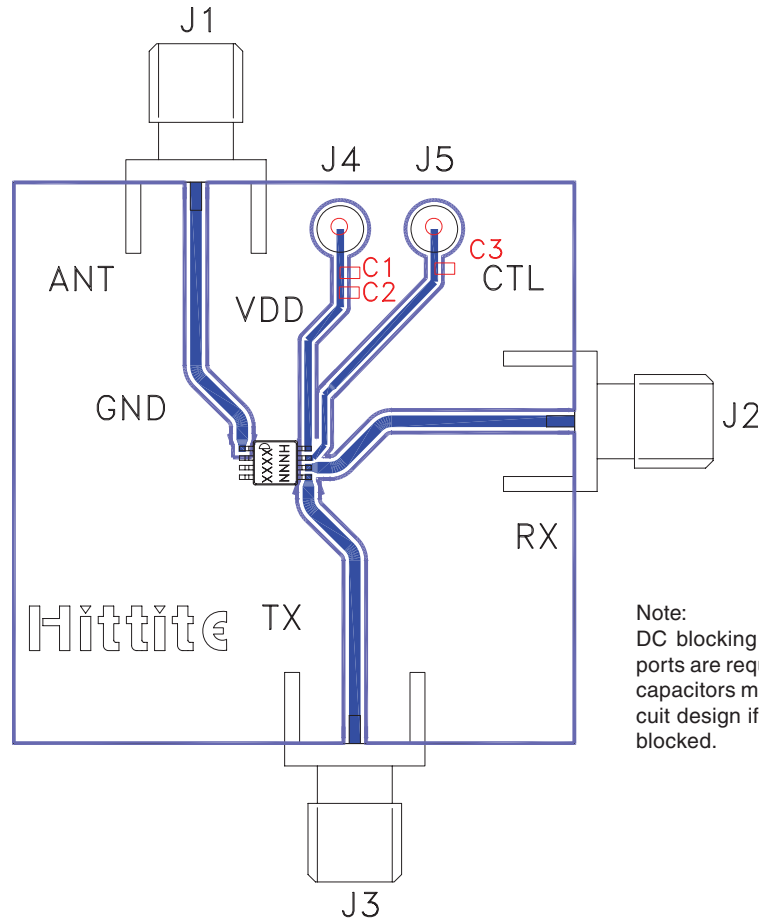 J1
J4 J5
C3
ANT
C1
CTL
C2
VDD
GND
J2
HNNN
XXXX
RX
Hittite
TX
Note:
DC blocking
ports are requ
capacitors m
cuit design if
blocked.
J3